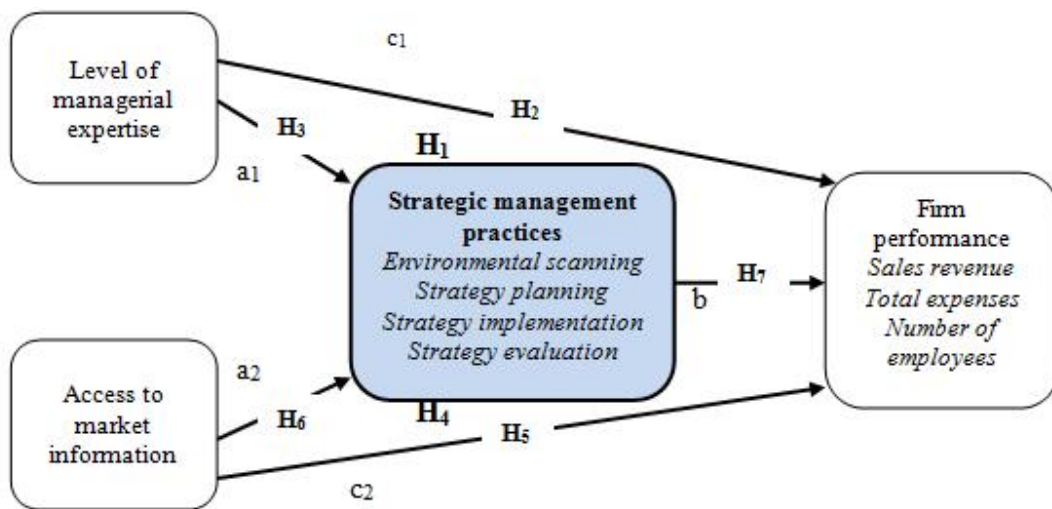 Level of
managerial
expertise
c1
H3
a1
H1
H2
Strategic management
practices
Environmental scanning
Strategy planning
Strategy implementation
Strategy evaluation
H7
b
Firm
performance
Sales revenue
Total expenses
Number of
employees
Access to
market
information
a2
H6
H4
H5
c2